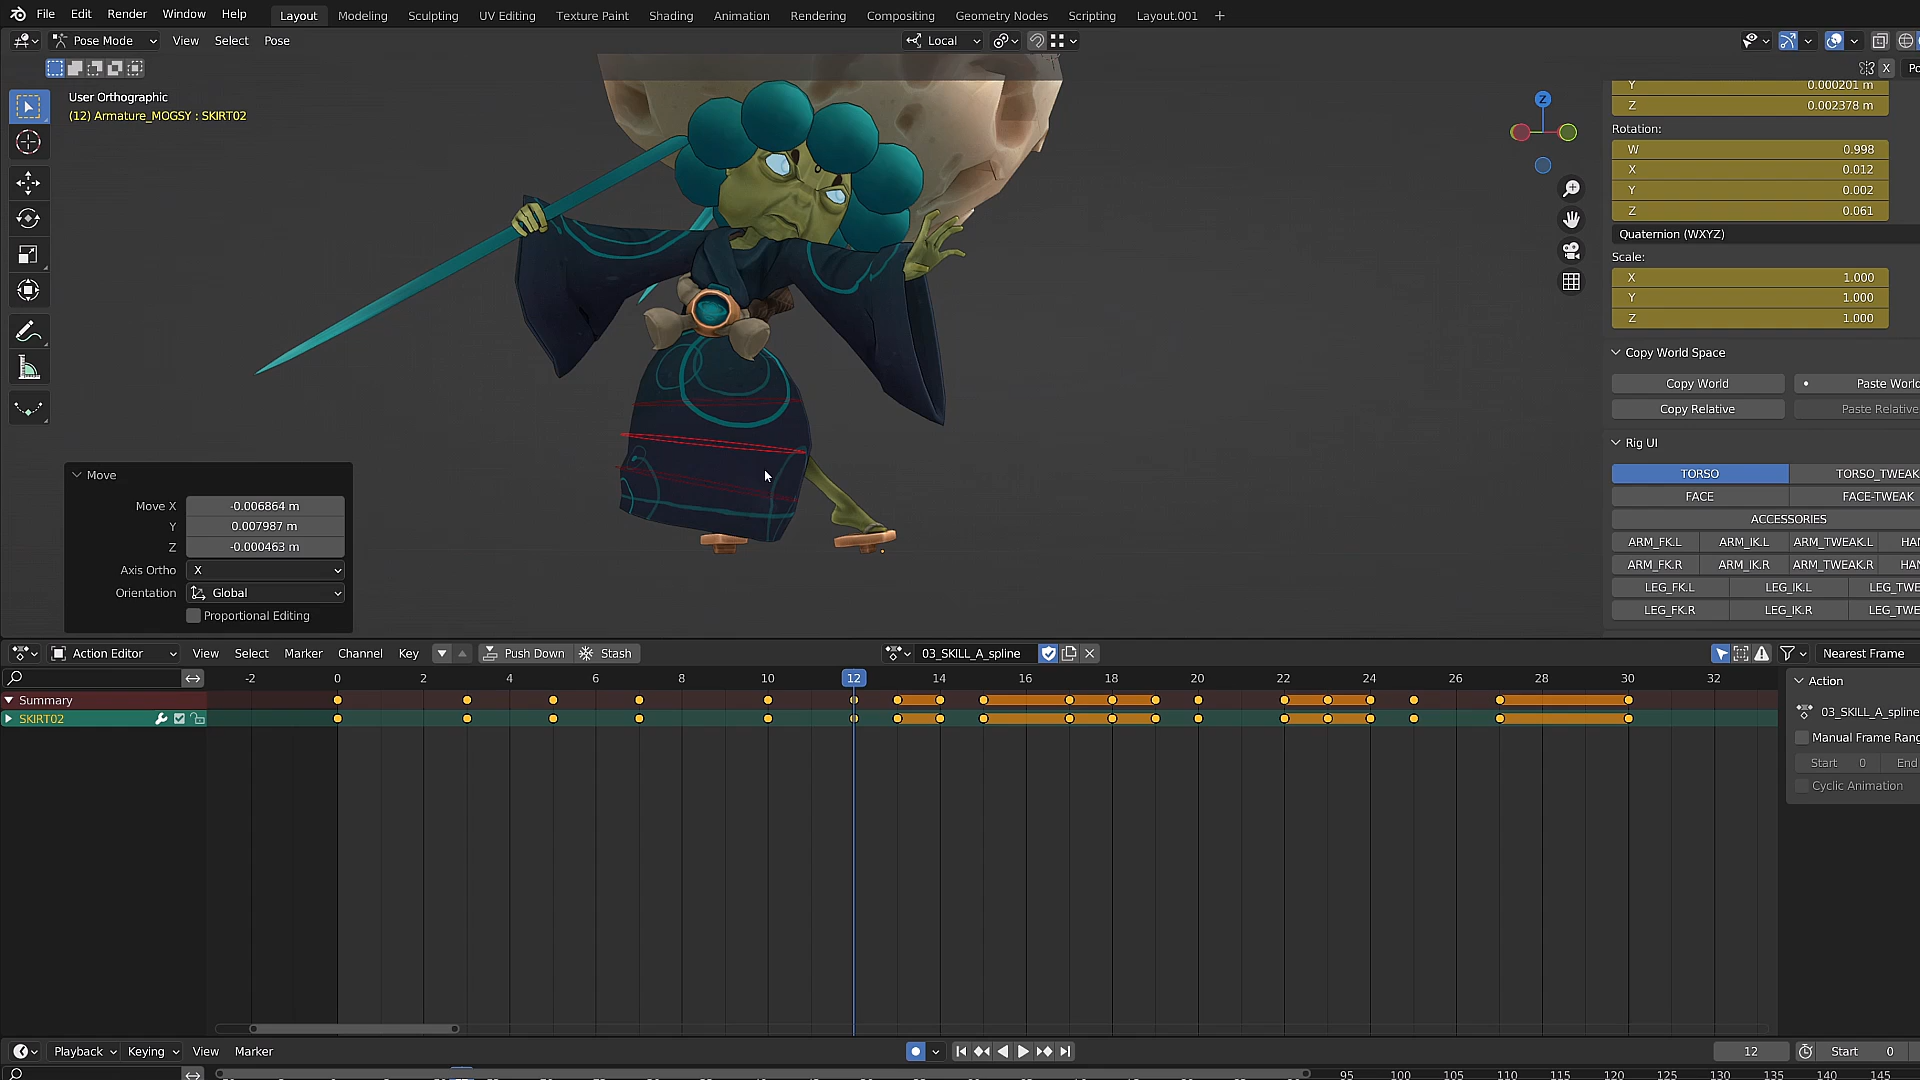 File Edit Render Window Help Layout Modeling Sculpting UV Editing Texture Paint Shading Animation Rendering Compositing Geometry Nodes Scripting Layout.001 +
Pose Mode View Select Pose Local
X
User Orthographic
(12) Armature_MOGSY : SKIRT02
Y 0.000201 m
Z 0.002378 m
Rotation:
W 0.998
X 0.012
Y 0.002
Z 0.061
Quaternion (WXYZ)
Scale:
X 1.000
Y 1.000
Z 1.000
Copy World Space
Copy World Paste World
Copy Relative Paste Relative
Rig UI
TORSO TORSO_TWEAK
FACE FACE-TWEAK
ACCESSORIES
ARM_FK.L ARM_IK.L ARM_TWEAK.L HAN
ARM_FK.R ARM_IK.R ARM_TWEAK.R HAN
LEG_FK.L LEG_IK.L LEG_TWE
LEG_FK.R LEG_IK.R LEG_TWE
Z
Move
Move X -0.006864 m
Y 0.007987 m
Z -0.000463 m
Axis Ortho X
Orientation Global
Proportional Editing
Action Editor View Select Marker Channel Key Push Down Stash 03_SKILL_A_spline Nearest Frame
-2 0 2 4 6 8 10 12 14 16 18 20 22 24 26 28 30 32
Summary
SKIRT02
Action
03_SKILL_A_spline
Manual Frame Rang
Start 0 End
Cyclic Animation
Playback Keying View Marker 12 Start 0
95 100 105 110 115 120 125 130 135 140 145